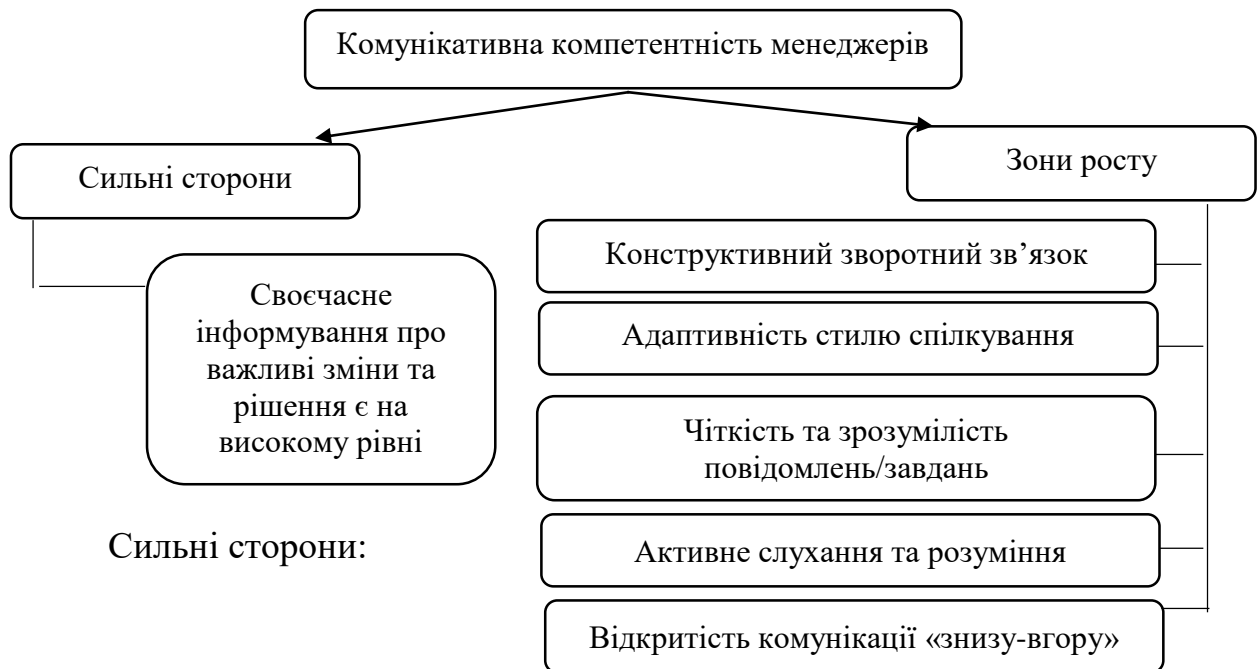 Комунікативна компетентність менеджерів
Сильні сторони
Зони росту
Своєчасне
інформування про
важливі зміни та
рішення є на
високому рівні
Конструктивний зворотний зв’язок
Адаптивність стилю спілкування
Чіткість та зрозумілість
повідомлень/завдань
Активне слухання та розуміння
Відкритість комунікації «знизу-вгору»
Сильні сторони: